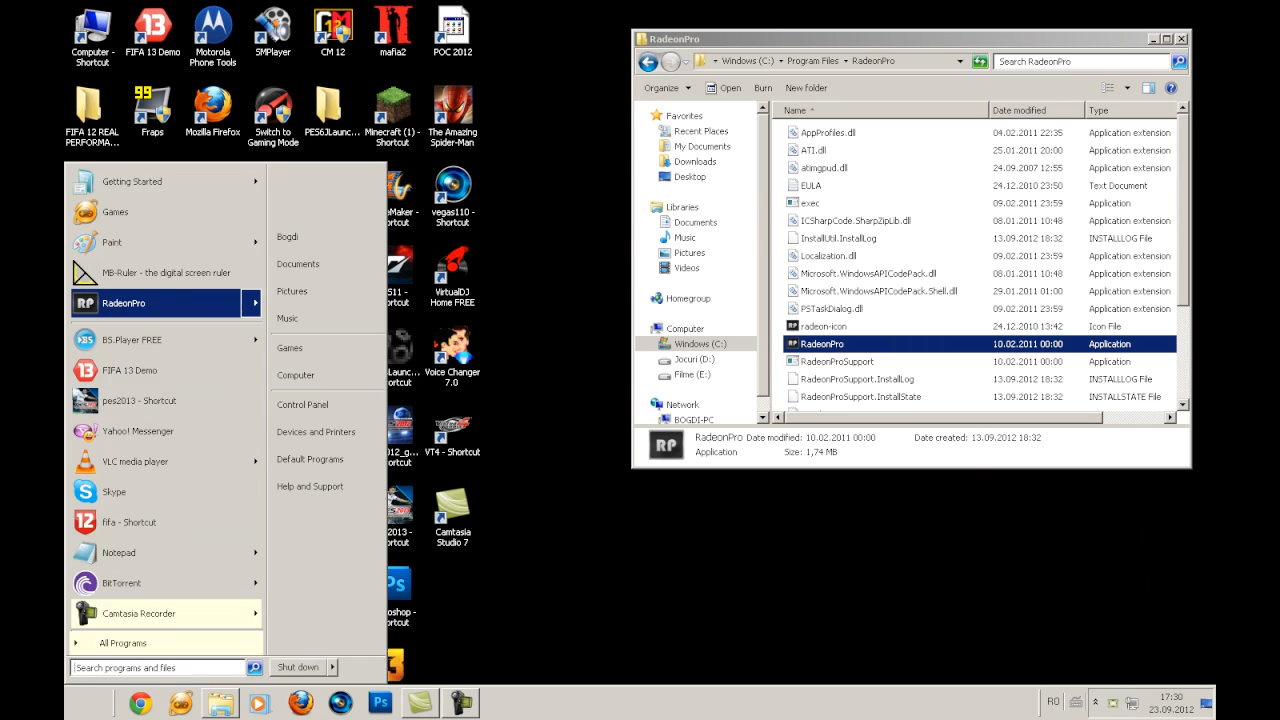 Computer -
Shortcut
FIFA 13 Demo
Motorola
Phone Tools
SMPlayer
CM 12
mafia2
POC 2012
FIFA 12 REAL
PERFORMA...
99
Fraps
Mozilla Firefox
Switch to
Gaming Mode
PES6JLaunc...
Minecraft (1) -
Shortcut
The Amazing
Spider-Man
vegas110 -
Shortcut
VirtualDJ
Home FREE
Voice Changer
7.0
VT4 - Shortcut
Camtasia
Studio 7
Getting Started
Games
Paint
MB-Ruler - the digital screen ruler
RadeonPro
BS.Player FREE
FIFA 13 Demo
pes2013 - Shortcut
Yahoo! Messenger
VLC media player
Skype
fifa - Shortcut
Notepad
BitTorrent
Camtasia Recorder
All Programs
Search programs and files
Bogdi
Documents
Pictures
Music
Games
Computer
Control Panel
Devices and Printers
Default Programs
Help and Support
Shut down
RadeonPro
Windows (C:) Program Files RadeonPro
Search RadeonPro
Organize Open Burn New folder
Favorites
Recent Places
My Documents
Downloads
Desktop
Libraries
Documents
Music
Pictures
Videos
Homegroup
Computer
Windows (C:)
Jocuri (D:)
Filme (E:)
Network
BOGDI-PC
Name Date modified Type
AppProfiles.dll 04.02.2011 22:35 Application extension
ATI.dll 25.01.2011 20:00 Application extension
atimgpud.dll 24.09.2007 12:55 Application extension
EULA 24.12.2010 23:50 Text Document
exec 09.02.2011 23:59 Application
ICSharpCode.SharpZipLib.dll 08.01.2011 10:48 Application extension
InstallUtil.InstallLog 13.09.2012 18:32 INSTALLLOG File
Localization.dll 09.02.2011 23:59 Application extension
Microsoft.WindowsAPICodePack.dll 08.01.2011 10:48 Application extension
Microsoft.WindowsAPICodePack.Shell.dll 29.01.2011 01:00 Application extension
PSTaskDialog.dll 09.02.2011 23:59 Application extension
radeon-icon 24.12.2010 13:42 Icon File
RadeonPro 10.02.2011 00:00 Application
RadeonProSupport 10.02.2011 00:00 Application
RadeonProSupport.InstallLog 13.09.2012 18:32 INSTALLLOG File
RadeonProSupport.InstallState 13.09.2012 18:32 INSTALLSTATE File
RadeonPro Date modified: 10.02.2011 00:00 Date created: 13.09.2012 18:32
Application Size: 1,74 MB
RO
17:30
23.09.2012